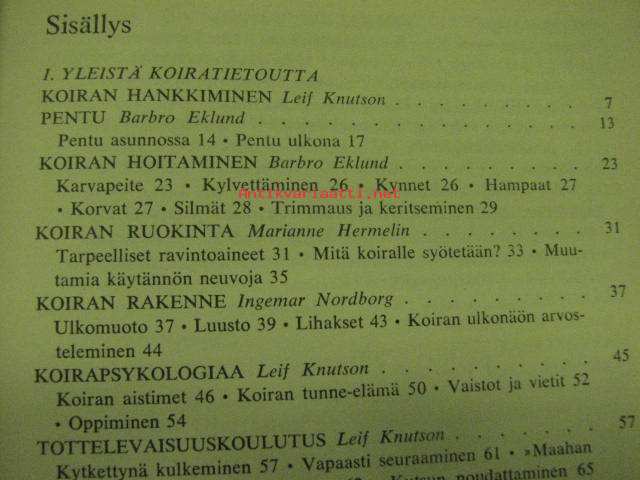 Sisällys
I. YLEISTÄ KOIRATIETOUTTA
KOIRAN HANKKIMINEN Leif Knutson . . . . . . . . . . 7
PENTU Barbro Eklund . . . . . . . . . . . . . . . 13
Pentu asunnossa 14 • Pentu ulkona 17
KOIRAN HOITAMINEN Barbro Eklund . . . . . . . . . 23
Karvapeite 23 • Kylvettäminen 26 • Kynnet 26 • Hampaat 27
• Korvat 27 • Silmät 28 • Trimmaus ja keritseminen 29
Antikvariaatti.net
KOIRAN RUOKINTA Marianne Hermelin . . . . . . . . 31
Tarpeelliset ravintoaineet 31 • Mitä koiralle syötetään? 33 • Muu-
tamia käytännön neuvoja 35
KOIRAN RAKENNE Ingemar Nordborg . . . . . . . . . 37
Ulkomuoto 37 • Luusto 39 • Lihakset 43 • Koiran ulkonäön arvos-
teleminen 44
KOIRAPSYKOLOGIAA Leif Knutson . . . . . . . . . . 45
Koiran aistimet 46 • Koiran tunne-elämä 50 • Vaistot ja vietit 52
• Oppiminen 54
TOTTELEVAISUUSKOULUTUS Leif Knutson . . . . . . . 57
Kytkettynä kulkeminen 57 • Vapaasti seuraaminen 61 • »Maahan
Kutsun noudattaminen 65